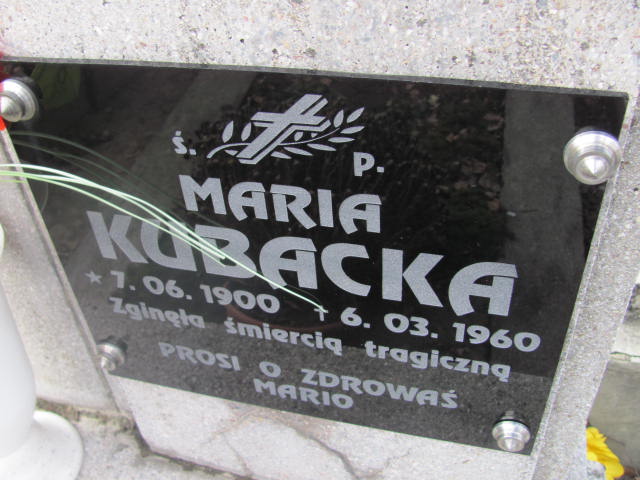 Ś. P.
MARIA
KUBACKA
★ 7. 06. 1900 ✝ 6. 03. 1960
Zginęła śmiercią tragiczną
PROSI O ZDROWAŚ
MARIO